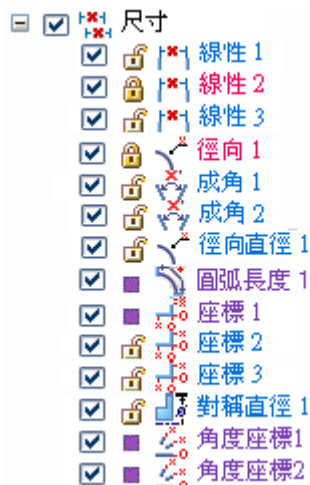 尺寸
線性 1
線性 2
線性 3
徑向 1
成角 1
成角 2
徑向直徑 1
圓弧長度 1
座標 1
座標 2
座標 3
對稱直徑 1
角度座標1
角度座標2